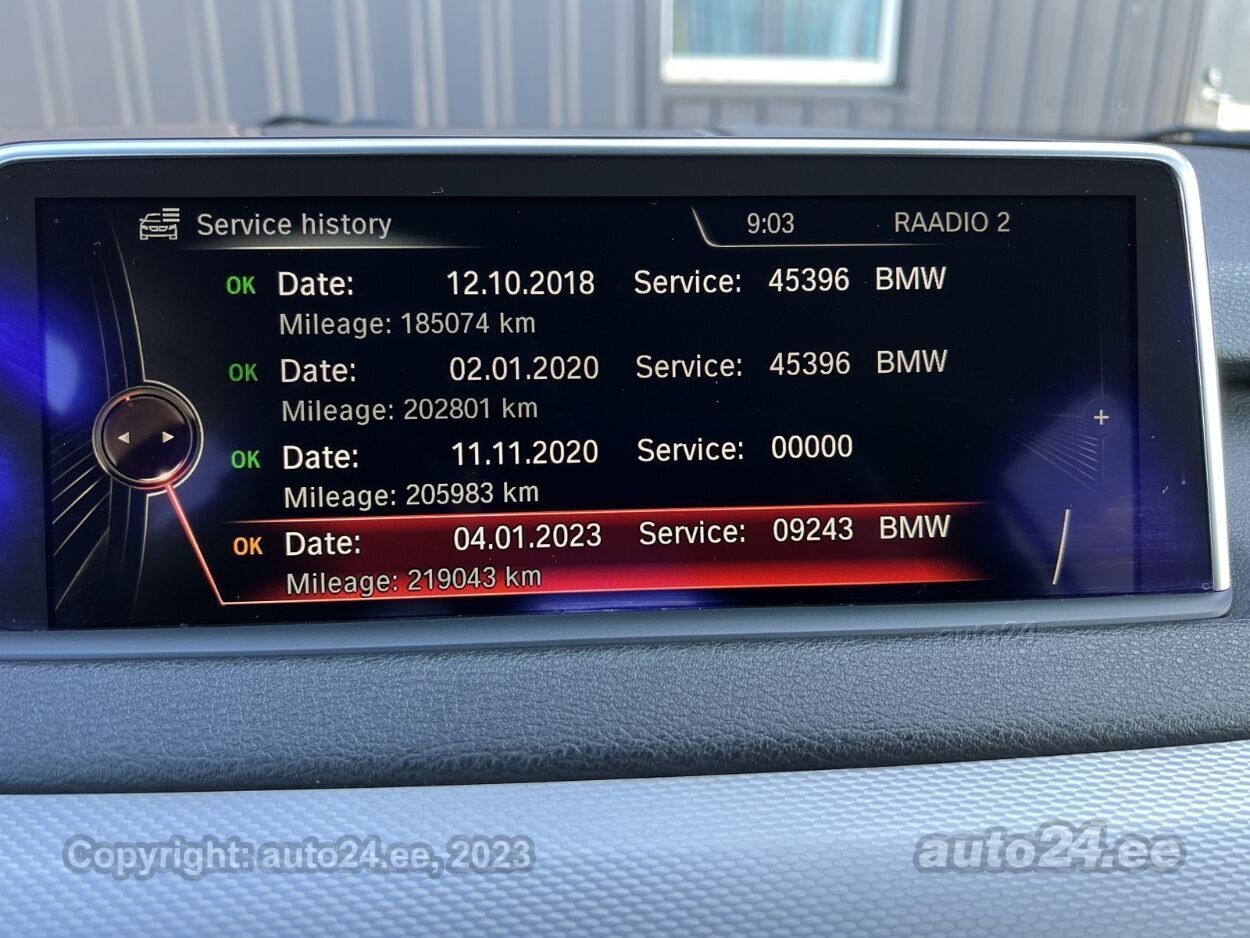 Service history 9:03 RAADIO 2
OK Date: 12.10.2018 Service: 45396 BMW
Mileage: 185074 km
OK Date: 02.01.2020 Service: 45396 BMW
Mileage: 202801 km
OK Date: 11.11.2020 Service: 00000
Mileage: 205983 km
OK Date: 04.01.2023 Service: 09243 BMW
Mileage: 219043 km
auto24
Copyright: auto24.ee, 2023 auto24.ee